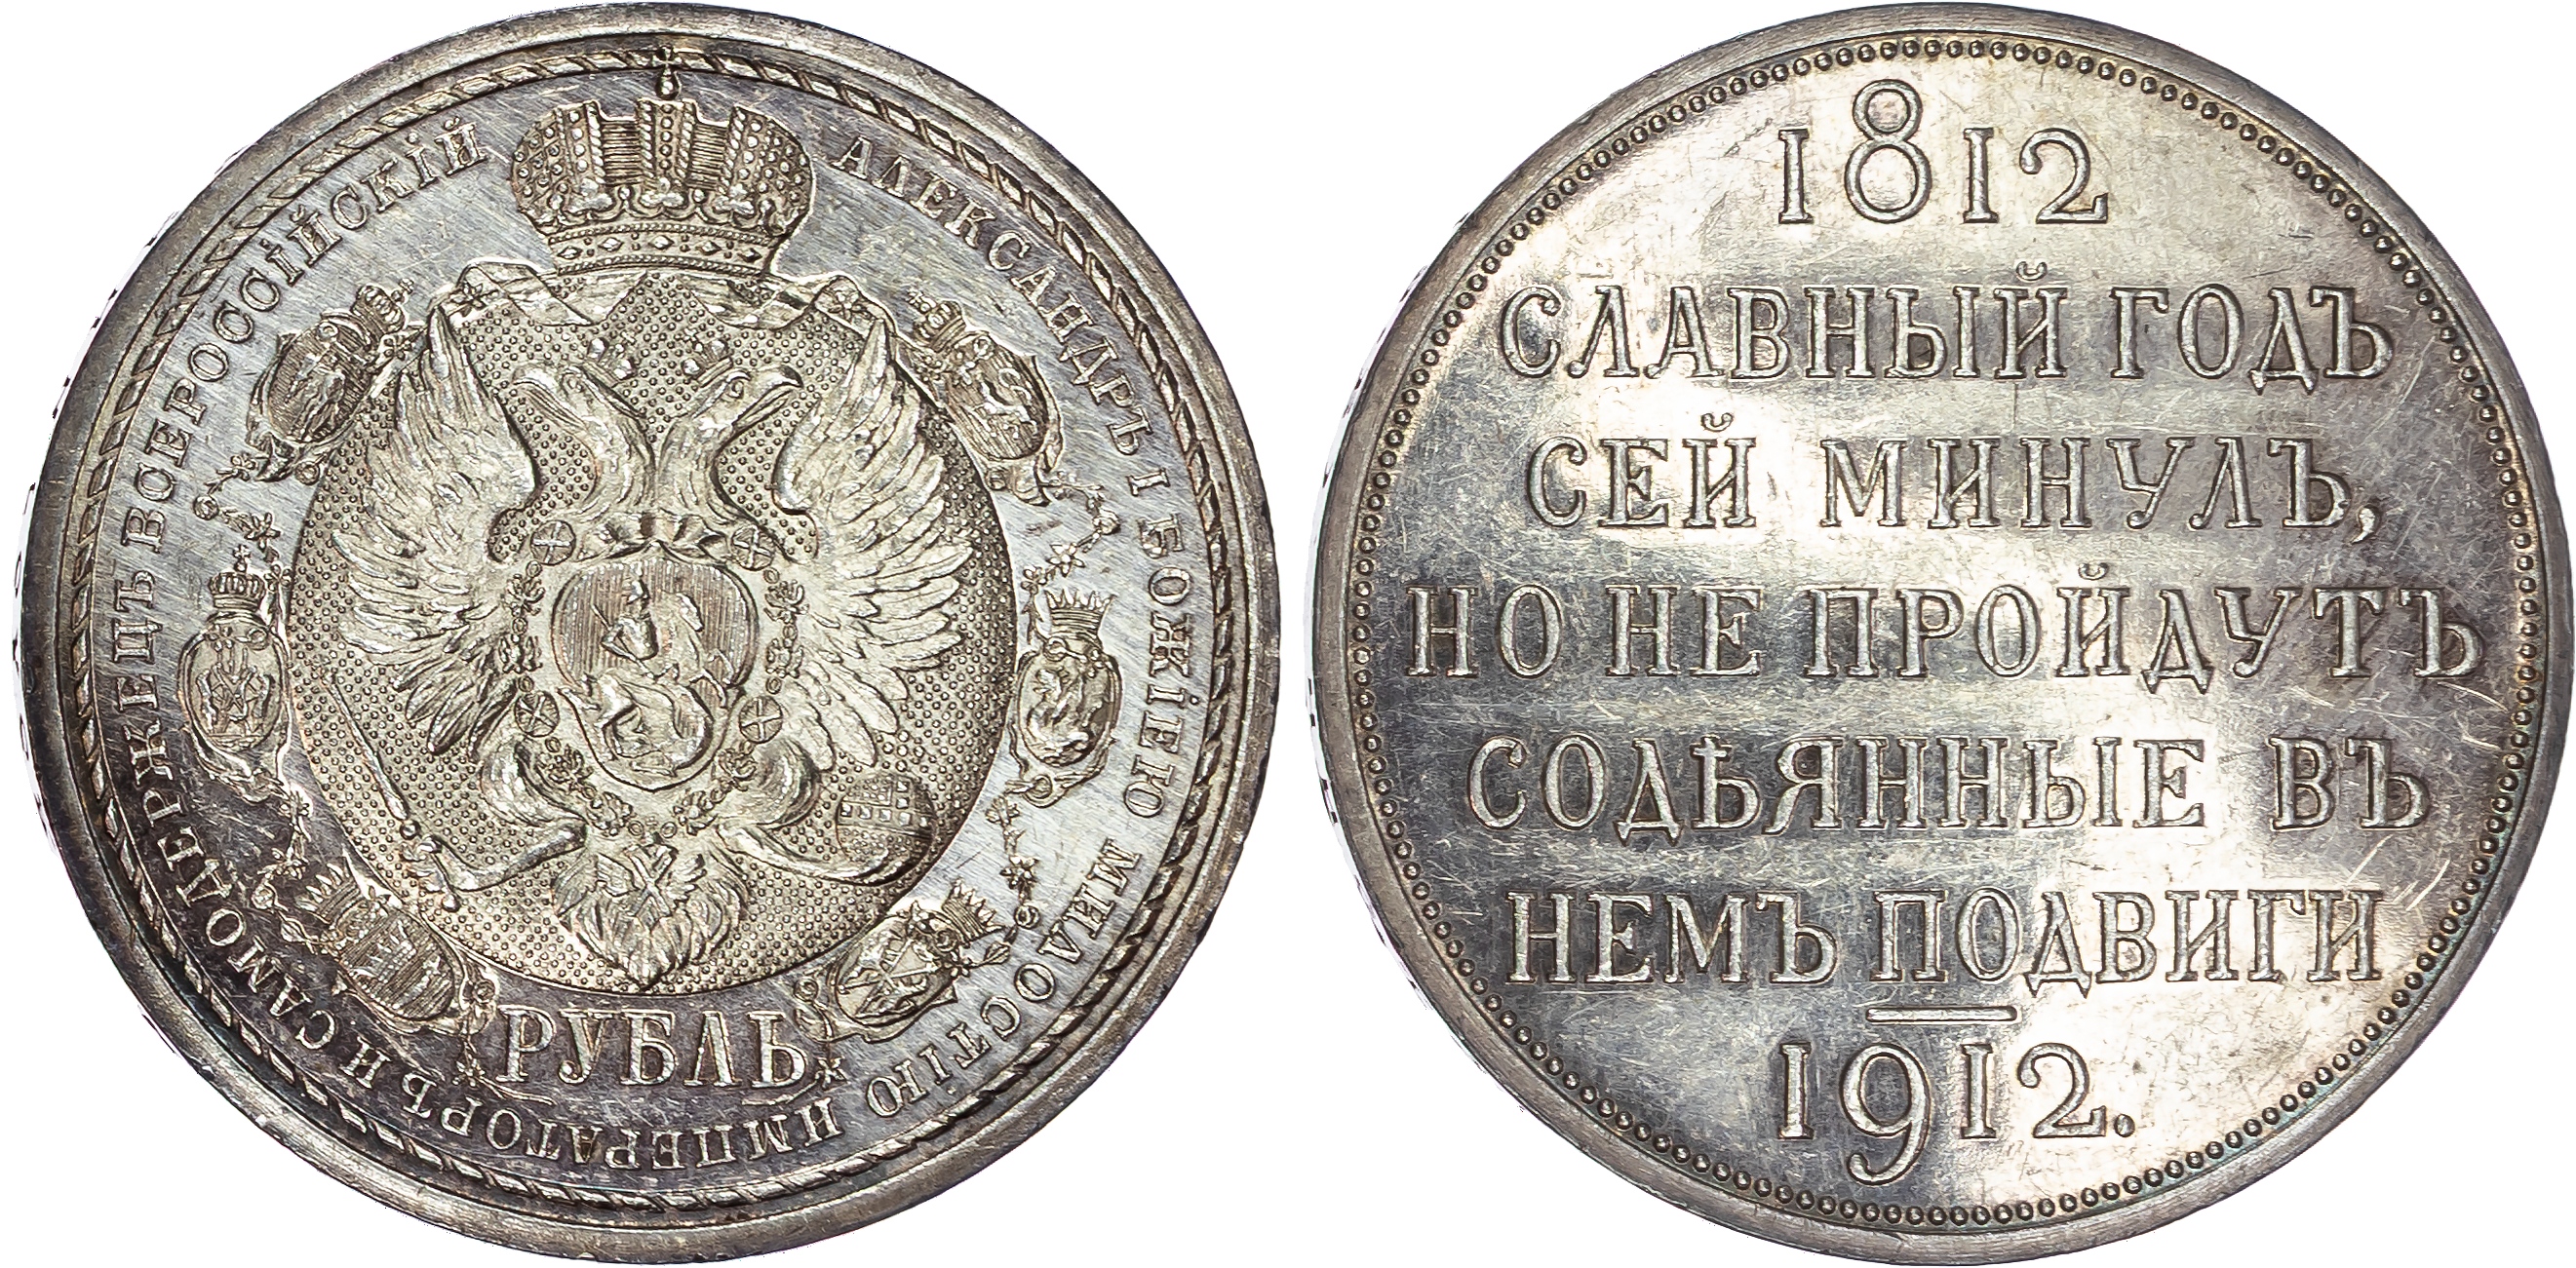 АЛЕКСАНДРЪ I БОЖІЕЮ МИЛОСТІЮ ИМПЕРАТОРЪ И САМОДЕРЖЕЦЪ ВСЕРОССІЙСКІЙ
РУБЛЬ
1812
СЛАВНЫЙ ГОДЪ
СЕЙ МИНУЛЪ,
НО НЕ ПРОЙДУТЪ
СОДѢЯННЫЕ ВЪ
НЕМЪ ПОДВИГИ
1912.